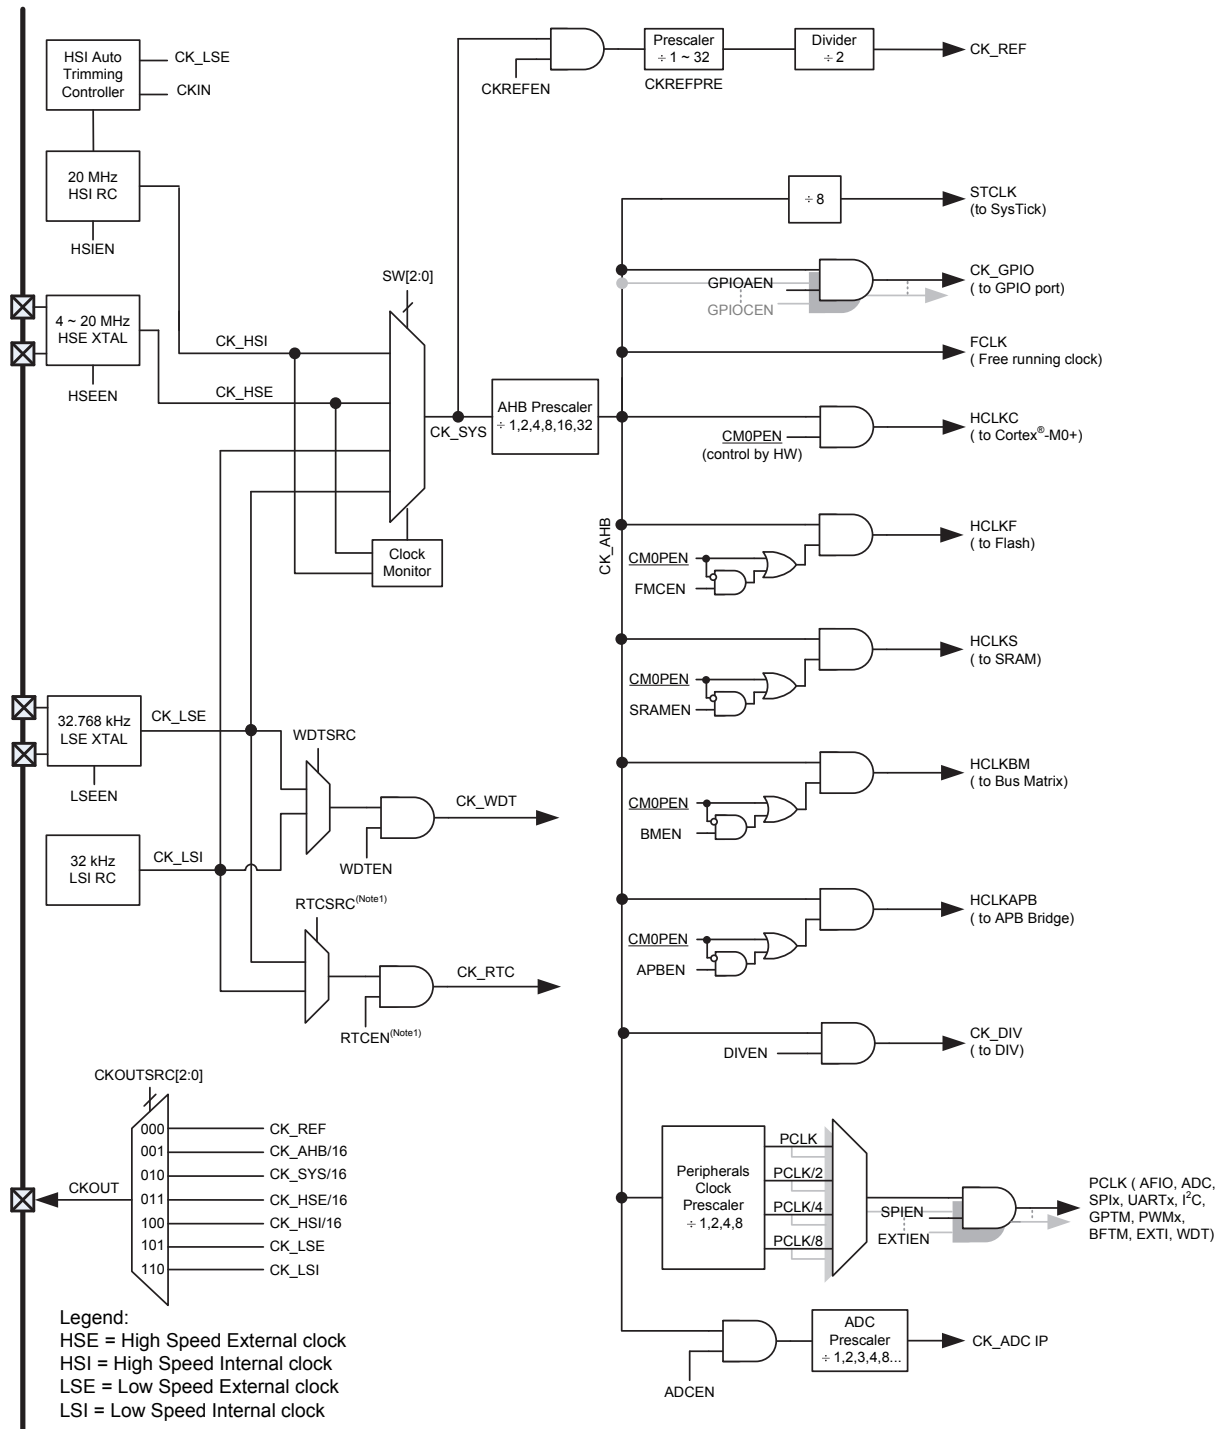 HSI Auto
Trimming
Controller
CK_LSE
CKIN
20 MHz
HSI RC
HSIEN
4 ~ 20 MHz
HSE XTAL
HSEEN
CK_HSI
CK_HSE
SW[2:0]
CK_SYS
Clock
Monitor
CKREFEN
Prescaler
÷ 1 ~ 32
CKREFPRE
Divider
÷ 2
CK_REF
AHB Prescaler
÷ 1,2,4,8,16,32
CK_AHB
÷ 8
STCLK
(to SysTick)
GPIOAEN
GPIOCEN
CK_GPIO
( to GPIO port)
FCLK
( Free running clock)
CM0PEN
(control by HW)
HCLKC
( to Cortex®-M0+)
CM0PEN
FMCEN
HCLKF
( to Flash)
CM0PEN
SRAMEN
HCLKS
( to SRAM)
CM0PEN
BMEN
HCLKBM
( to Bus Matrix)
CM0PEN
APBEN
HCLKAPB
( to APB Bridge)
DIVEN
CK_DIV
( to DIV)
Peripherals
Clock
Prescaler
÷ 1,2,4,8
PCLK
PCLK/2
PCLK/4
PCLK/8
SPIEN
EXTIEN
PCLK ( AFIO, ADC,
SPIx, UARTx, I²C,
GPTM, PWMx,
BFTM, EXTI, WDT)
ADCEN
ADC
Prescaler
÷ 1,2,3,4,8...
CK_ADC IP
32.768 kHz
LSE XTAL
LSEEN
CK_LSE
32 kHz
LSI RC
CK_LSI
WDTSRC
WDTEN
CK_WDT
RTCSRC(Note1)
RTCEN(Note1)
CK_RTC
CKOUTSRC[2:0]
CKOUT
000 CK_REF
001 CK_AHB/16
010 CK_SYS/16
011 CK_HSE/16
100 CK_HSI/16
101 CK_LSE
110 CK_LSI
Legend:
HSE = High Speed External clock
HSI = High Speed Internal clock
LSE = Low Speed External clock
LSI = Low Speed Internal clock